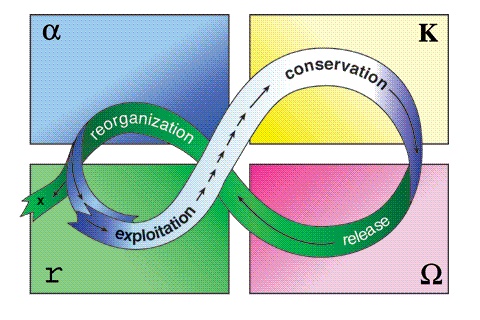 α
K
conservation
reorganization
x
exploitation
release
r
Ω